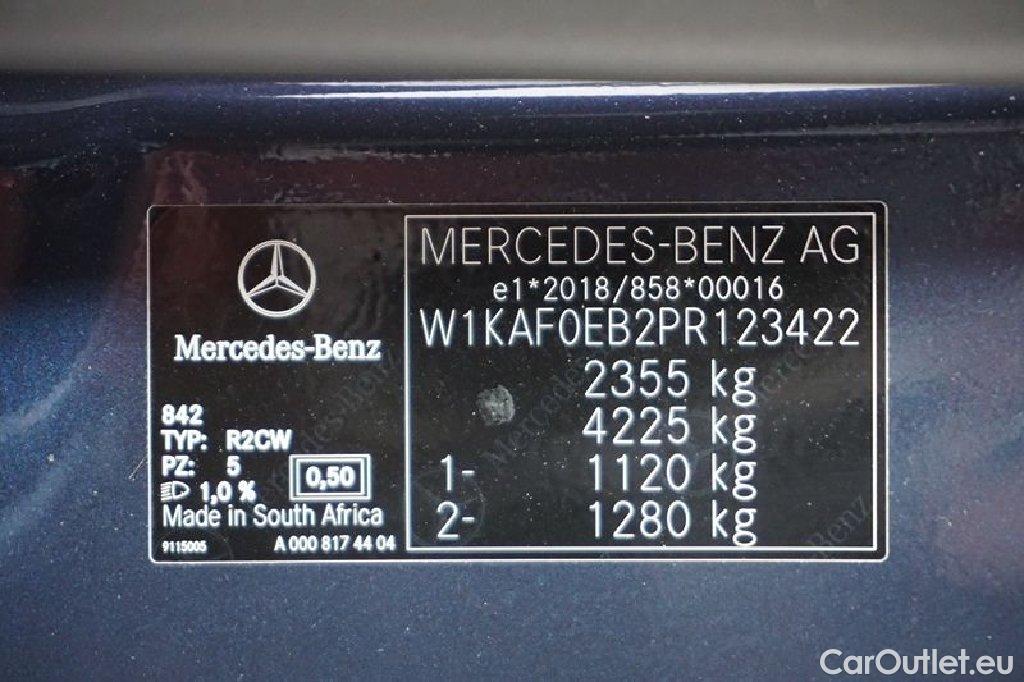 MERCEDES-BENZ AG
e1*2018/858*00016
W1KAF0EB2PR123422
2355 kg
4225 kg
1- 1120 kg
2- 1280 kg
Mercedes-Benz
842
TYP: R2CW
PZ: 5
1,0 %
0,50
Made in South Africa
9115005 A 000 817 44 04
CarOutlet.eu